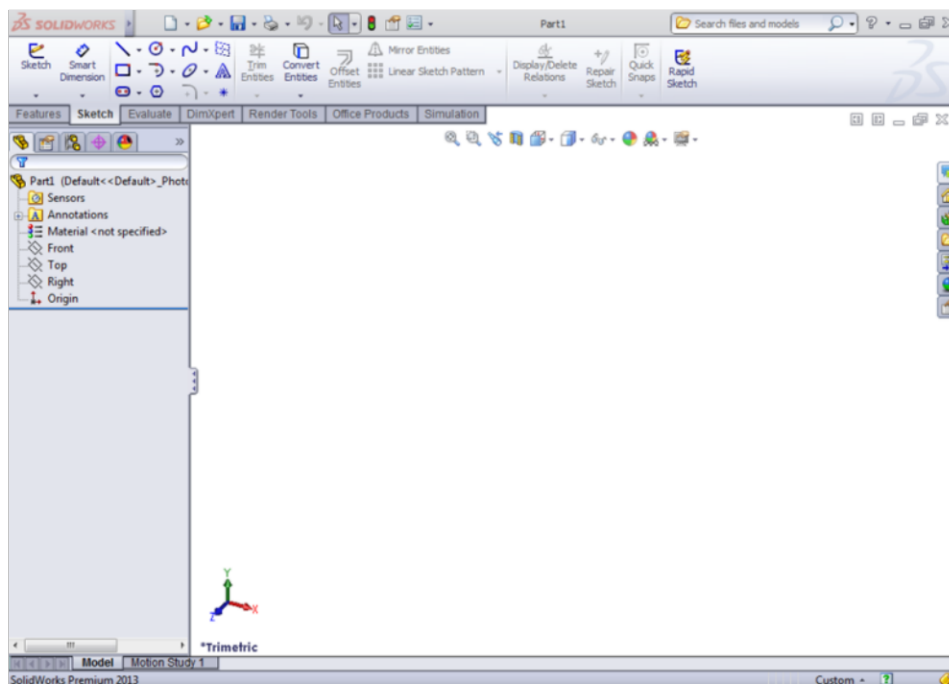 SOLIDWORKS
Part1
Search files and models
Sketch
Smart Dimension
Trim Entities
Convert Entities
Offset Entities
Mirror Entities
Linear Sketch Pattern
Display/Delete Relations
Repair Sketch
Quick Snaps
Rapid Sketch
Features Sketch Evaluate DimXpert Render Tools Office Products Simulation
Part1 (Default<<Default>_Phot
Sensors
Annotations
Material <not specified>
Front
Top
Right
Origin
Y
X
Z
*Trimetric
Model Motion Study 1
SolidWorks Premium 2013
Custom